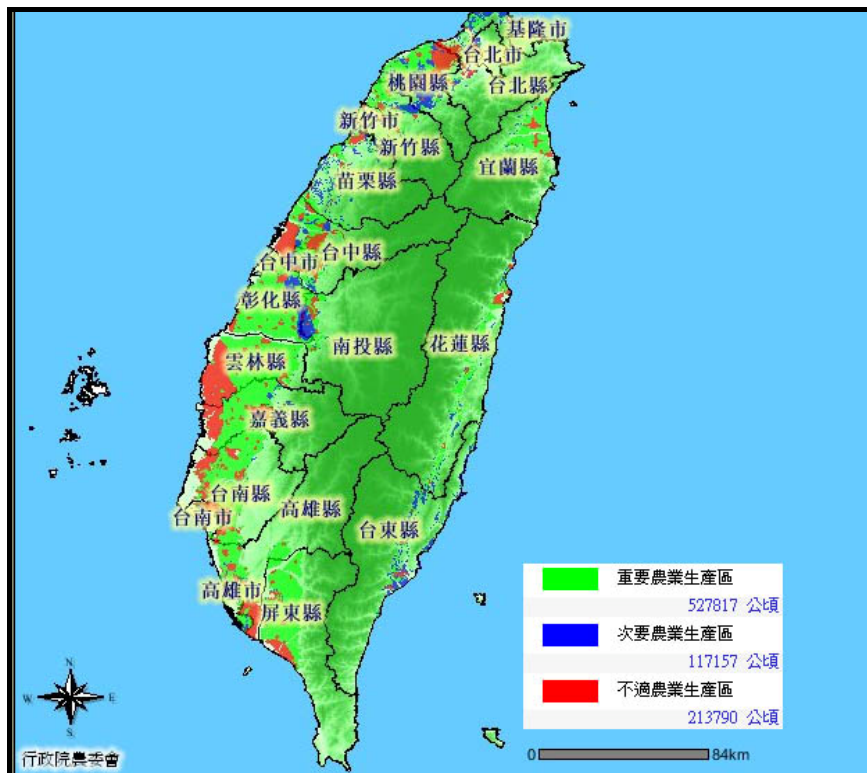 基隆市
台北市
桃園縣
台北縣
新竹市
新竹縣
宜蘭縣
苗栗縣
台中縣
台中市
彰化縣
南投縣
花蓮縣
雲林縣
嘉義縣
台南縣
台南市
高雄縣
台東縣
高雄市
屏東縣
重要農業生產區
527817 公頃
次要農業生產區
117157 公頃
不適農業生產區
213790 公頃
N
W E
S
行政院農委會
0 84km